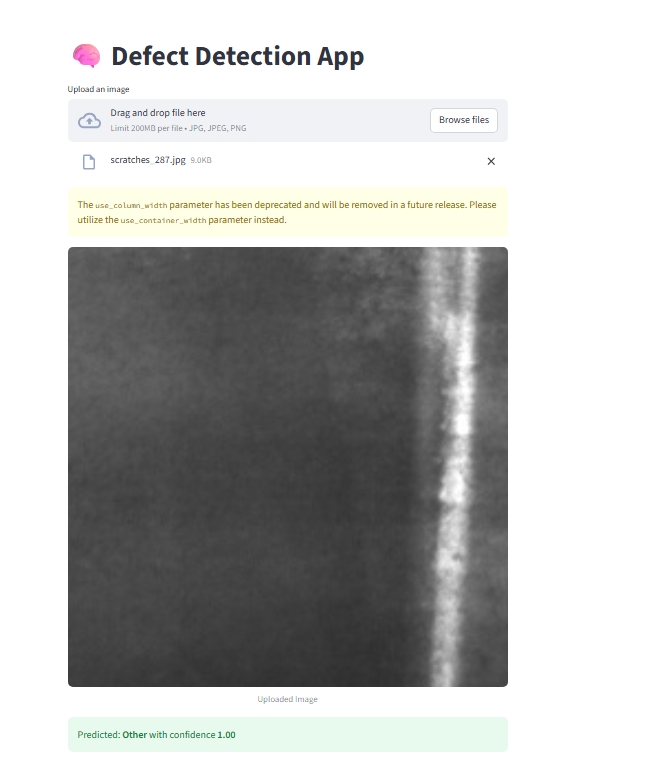 🧠 Defect Detection App
Upload an image
Drag and drop file here
Limit 200MB per file • JPG, JPEG, PNG
Browse files
scratches_287.jpg 9.0KB
The use_column_width parameter has been deprecated and will be removed in a future release. Please
utilize the use_container_width parameter instead.
Uploaded Image
Predicted: Other with confidence 1.00